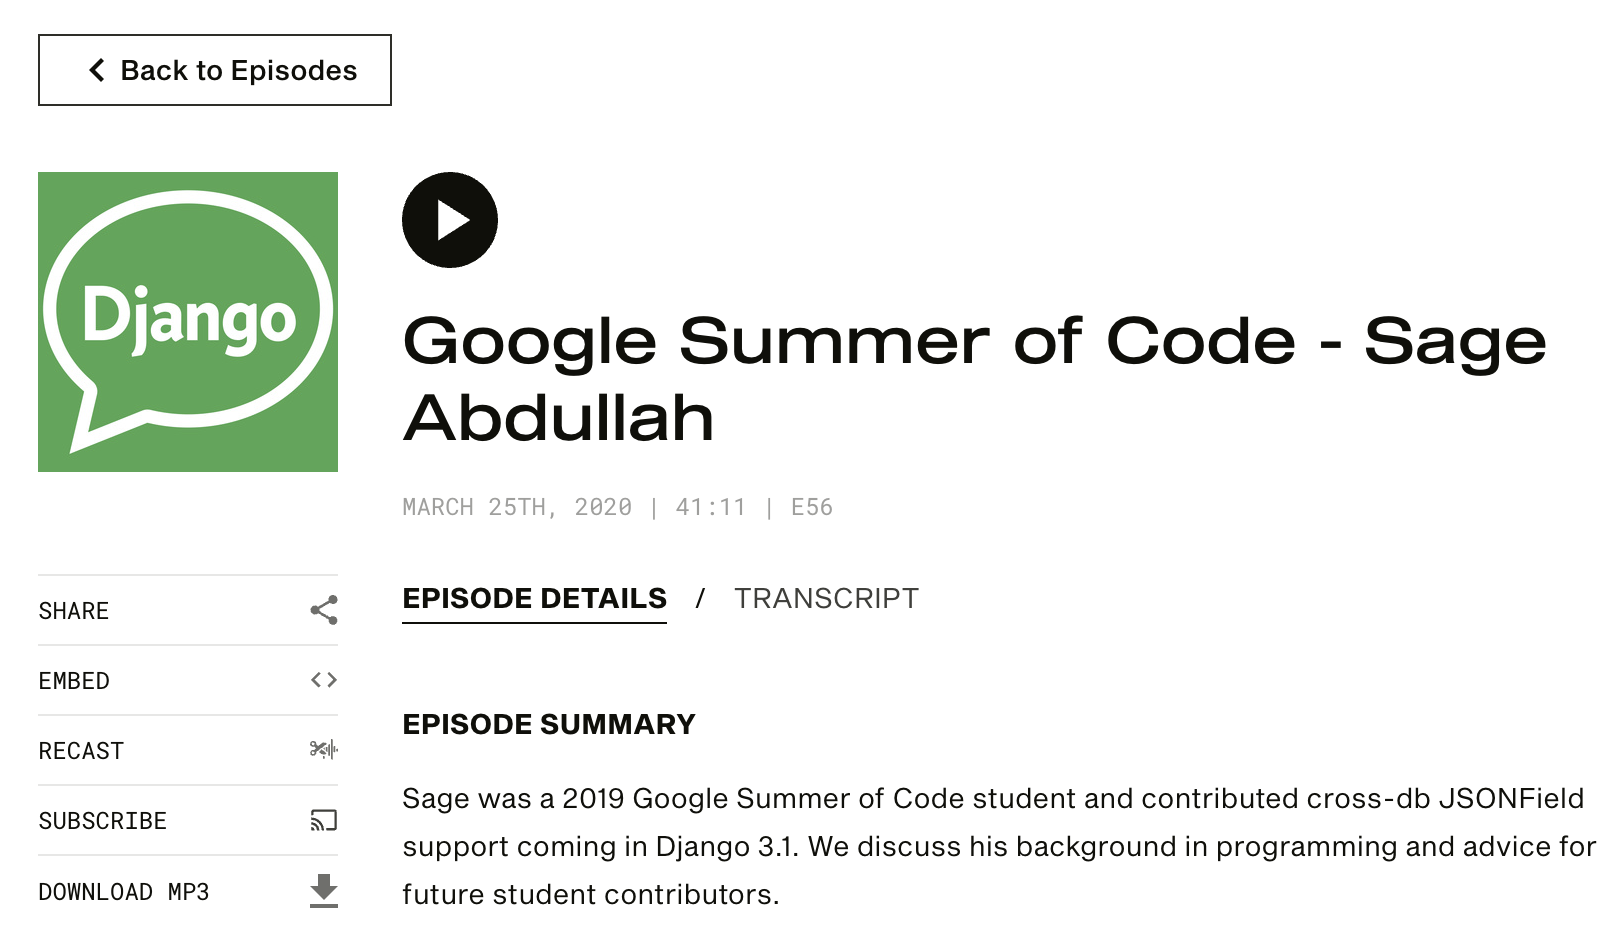 Back to Episodes
Django
Google Summer of Code - Sage
Abdullah
MARCH 25TH, 2020 | 41:11 | E56
EPISODE DETAILS / TRANSCRIPT
SHARE
EMBED
RECAST
SUBSCRIBE
DOWNLOAD MP3
EPISODE SUMMARY
Sage was a 2019 Google Summer of Code student and contributed cross-db JSONField
support coming in Django 3.1. We discuss his background in programming and advice for
future student contributors.